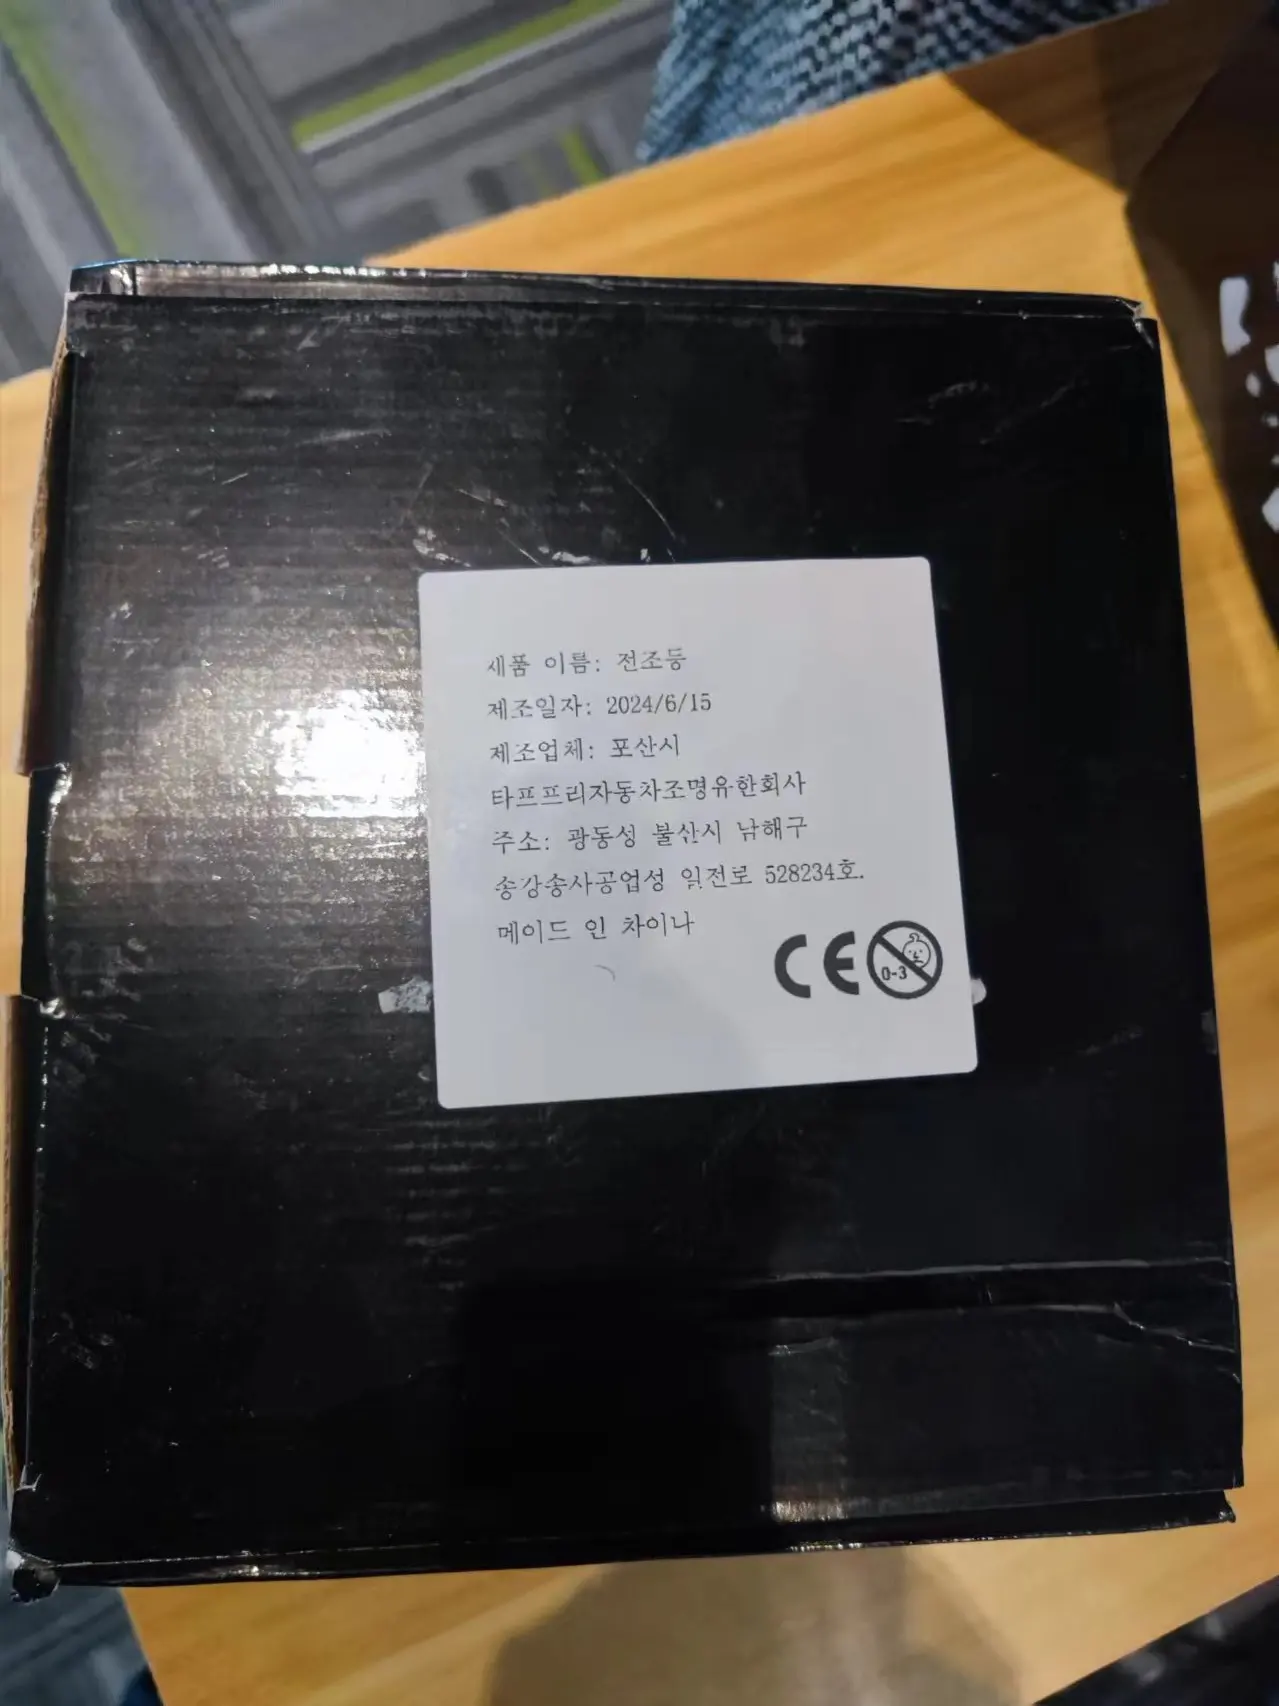 제품 이름: 전조등
제조일자: 2024/6/15
제조업체: 포산시
타프프리자동차조명유한회사
주소: 광동성 불산시 남해구
송강송사공업성 일전로 528234호.
메이드 인 차이나
CE
0-3